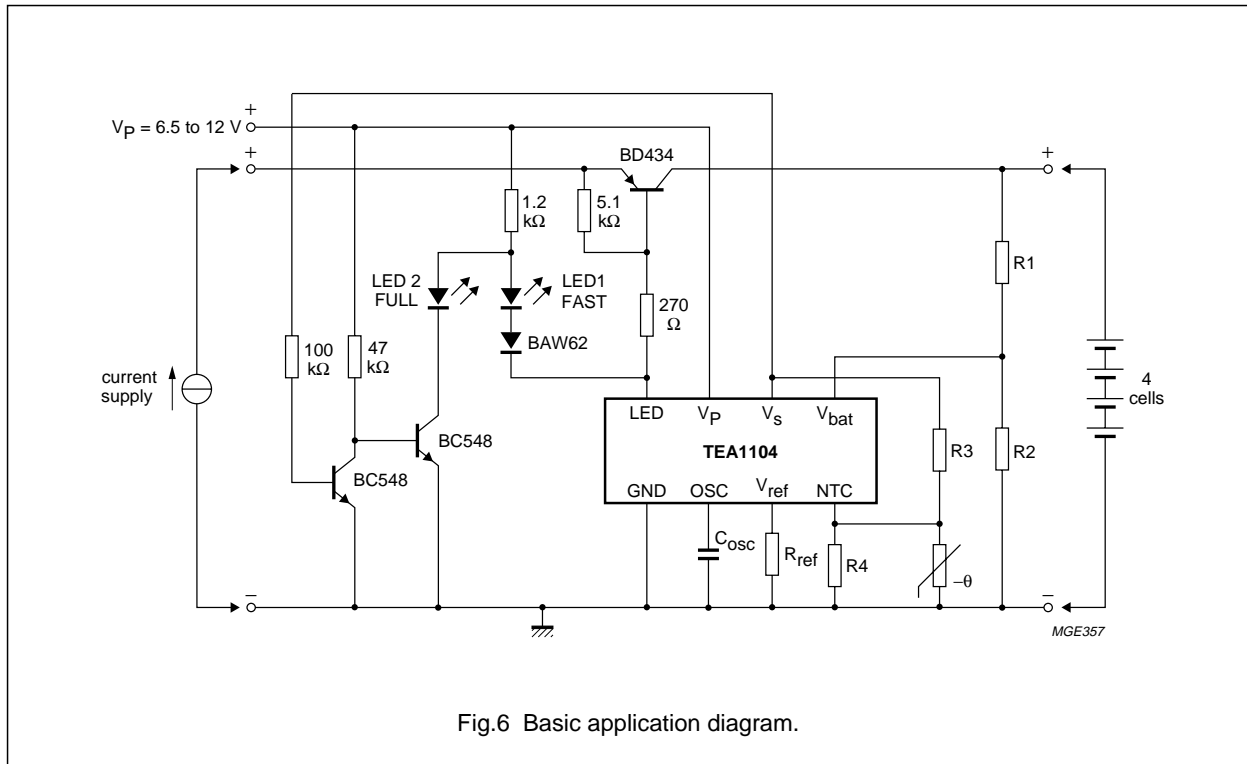 +
V_P = 6.5 to 12 V
+
BD434
+
1.2
kΩ
5.1
kΩ
R1
LED 2
FULL
LED1
FAST
270
Ω
BAW62
100
kΩ
47
kΩ
current
supply
4
cells
LED
V_P
V_s
V_bat
BC548
TEA1104
R3
R2
BC548
GND
OSC
V_ref
NTC
C_osc
R_ref
R4
−θ
−
−
MGE357
Fig.6 Basic application diagram.